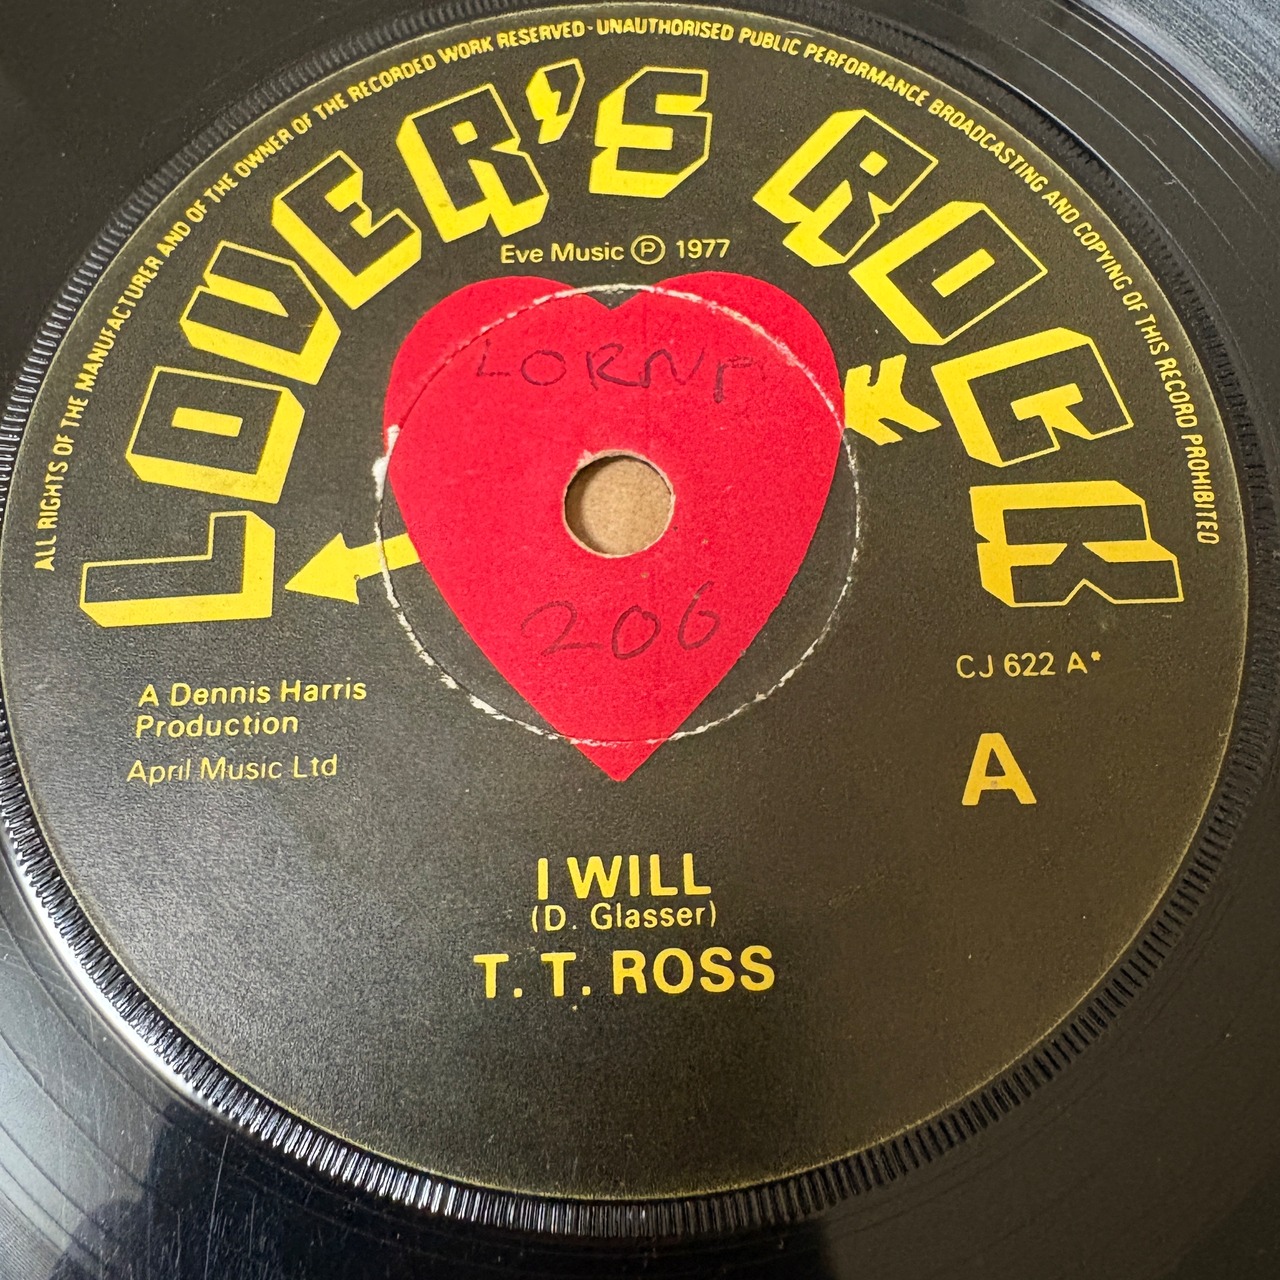 ALL RIGHTS OF THE MANUFACTURER AND OF THE OWNER OF THE RECORDED WORK RESERVED - UNAUTHORISED PUBLIC PERFORMANCE BROADCASTING AND COPYING OF THIS RECORD PROHIBITED
LOVER'S ROCK
Eve Music Ⓟ 1977
LORNA
206
CJ 622 A*
A Dennis Harris
Production
April Music Ltd
A
I WILL
(D. Glasser)
T. T. ROSS